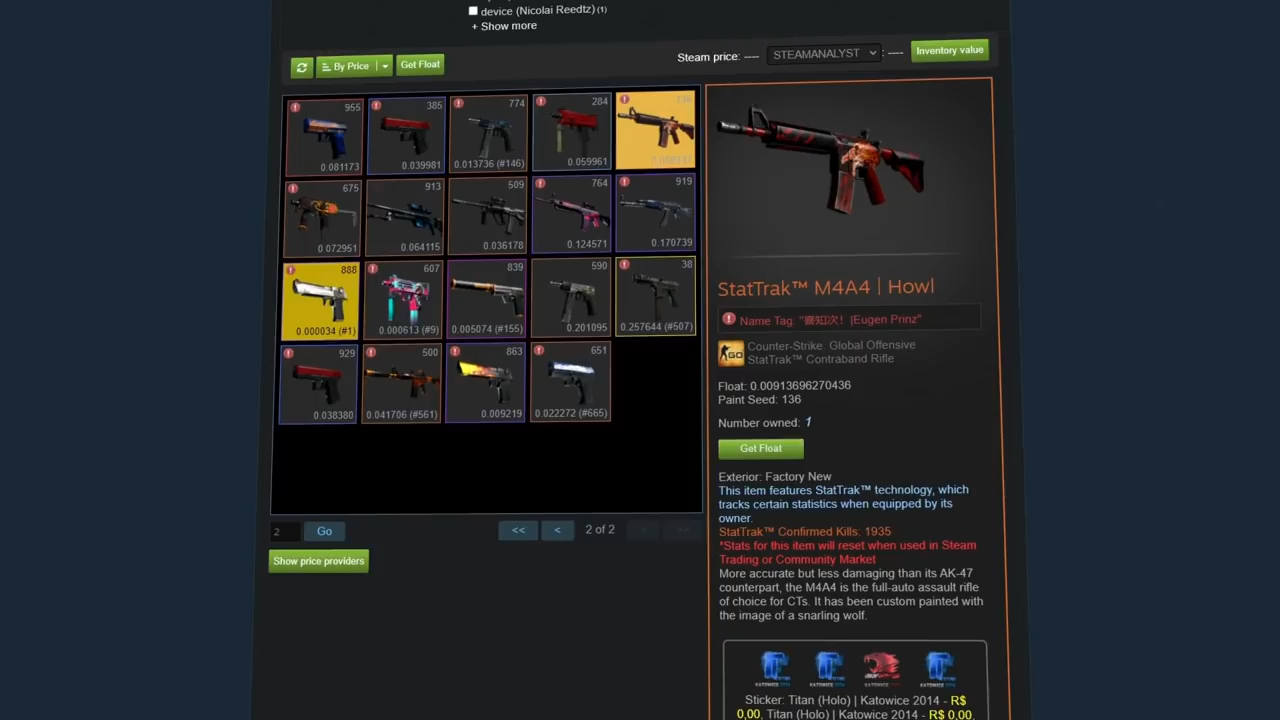 device (Nicolai Reedtz) (1)
+ Show more
By Price
Get Float
Steam price: ----
STEAMANALYST
: ----
Inventory value
955
385
774
284
136
0.081173
0.039981
0.013736 (#146)
0.059961
675
913
509
764
919
0.072951
0.064115
0.036178
0.124571
0.170739
888
607
839
590
38
0.000034 (#1)
0.000613 (#9)
0.005074 (#155)
0.201095
0.257644 (#507)
929
500
863
651
0.038380
0.041706 (#561)
0.009219
0.022272 (#665)
2
Go
<<
<
2 of 2
Show price providers
StatTrak™ M4A4 | Howl
Name Tag: "喜知次! |Eugen Prinz"
GO
Counter-Strike: Global Offensive
StatTrak™ Contraband Rifle
Float: 0.00913696270436
Paint Seed: 136
Number owned: 1
Get Float
Exterior: Factory New
This item features StatTrak™ technology, which
tracks certain statistics when equipped by its
owner.
StatTrak™ Confirmed Kills: 1935
*Stats for this item will reset when used in Steam
Trading or Community Market
More accurate but less damaging than its AK-47
counterpart, the M4A4 is the full-auto assault rifle
of choice for CTs. It has been custom painted with
the image of a snarling wolf.
Sticker: Titan (Holo) | Katowice 2014 - R$
0,00, Titan (Holo) | Katowice 2014 - R$ 0,00,